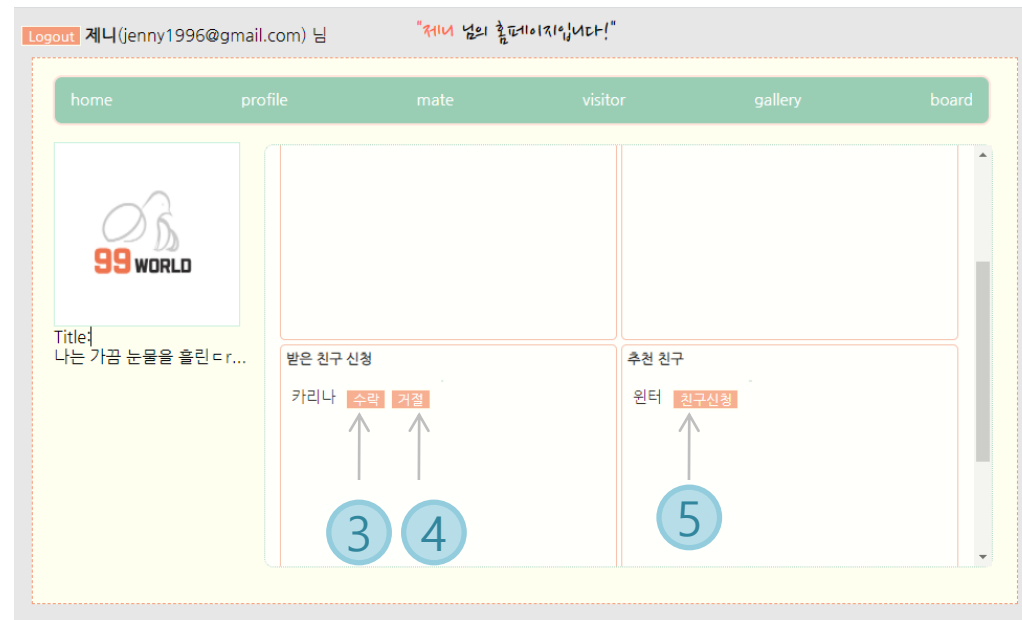 Logout 제니(jenny1996@gmail.com) 님
"제니 님의 홈페이지입니다!"
home profile mate visitor gallery board
99 WORLD
Title:
나는 가끔 눈물을 흘린ㄷr...
받은 친구 신청
카리나 수락 거절
3 4
추천 친구
윈터 친구신청
5